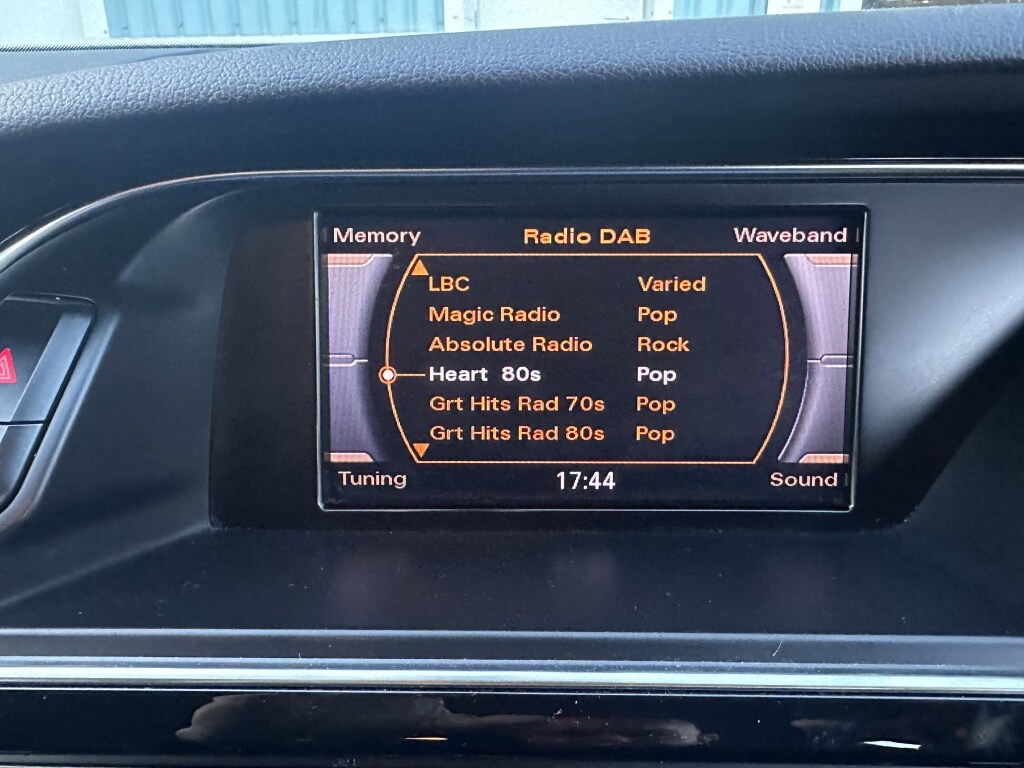 Memory Radio DAB Waveband
LBC Varied
Magic Radio Pop
Absolute Radio Rock
Heart 80s Pop
Grt Hits Rad 70s Pop
Grt Hits Rad 80s Pop
Tuning 17:44 Sound